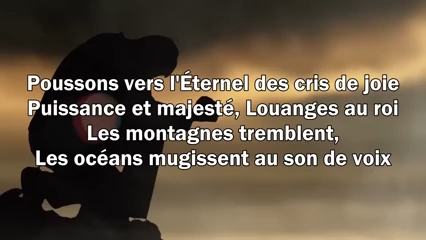 Poussons vers l'Éternel des cris de joie
Puissance et majesté, Louanges au roi
Les montagnes tremblent,
Les océans mugissent au son de voix